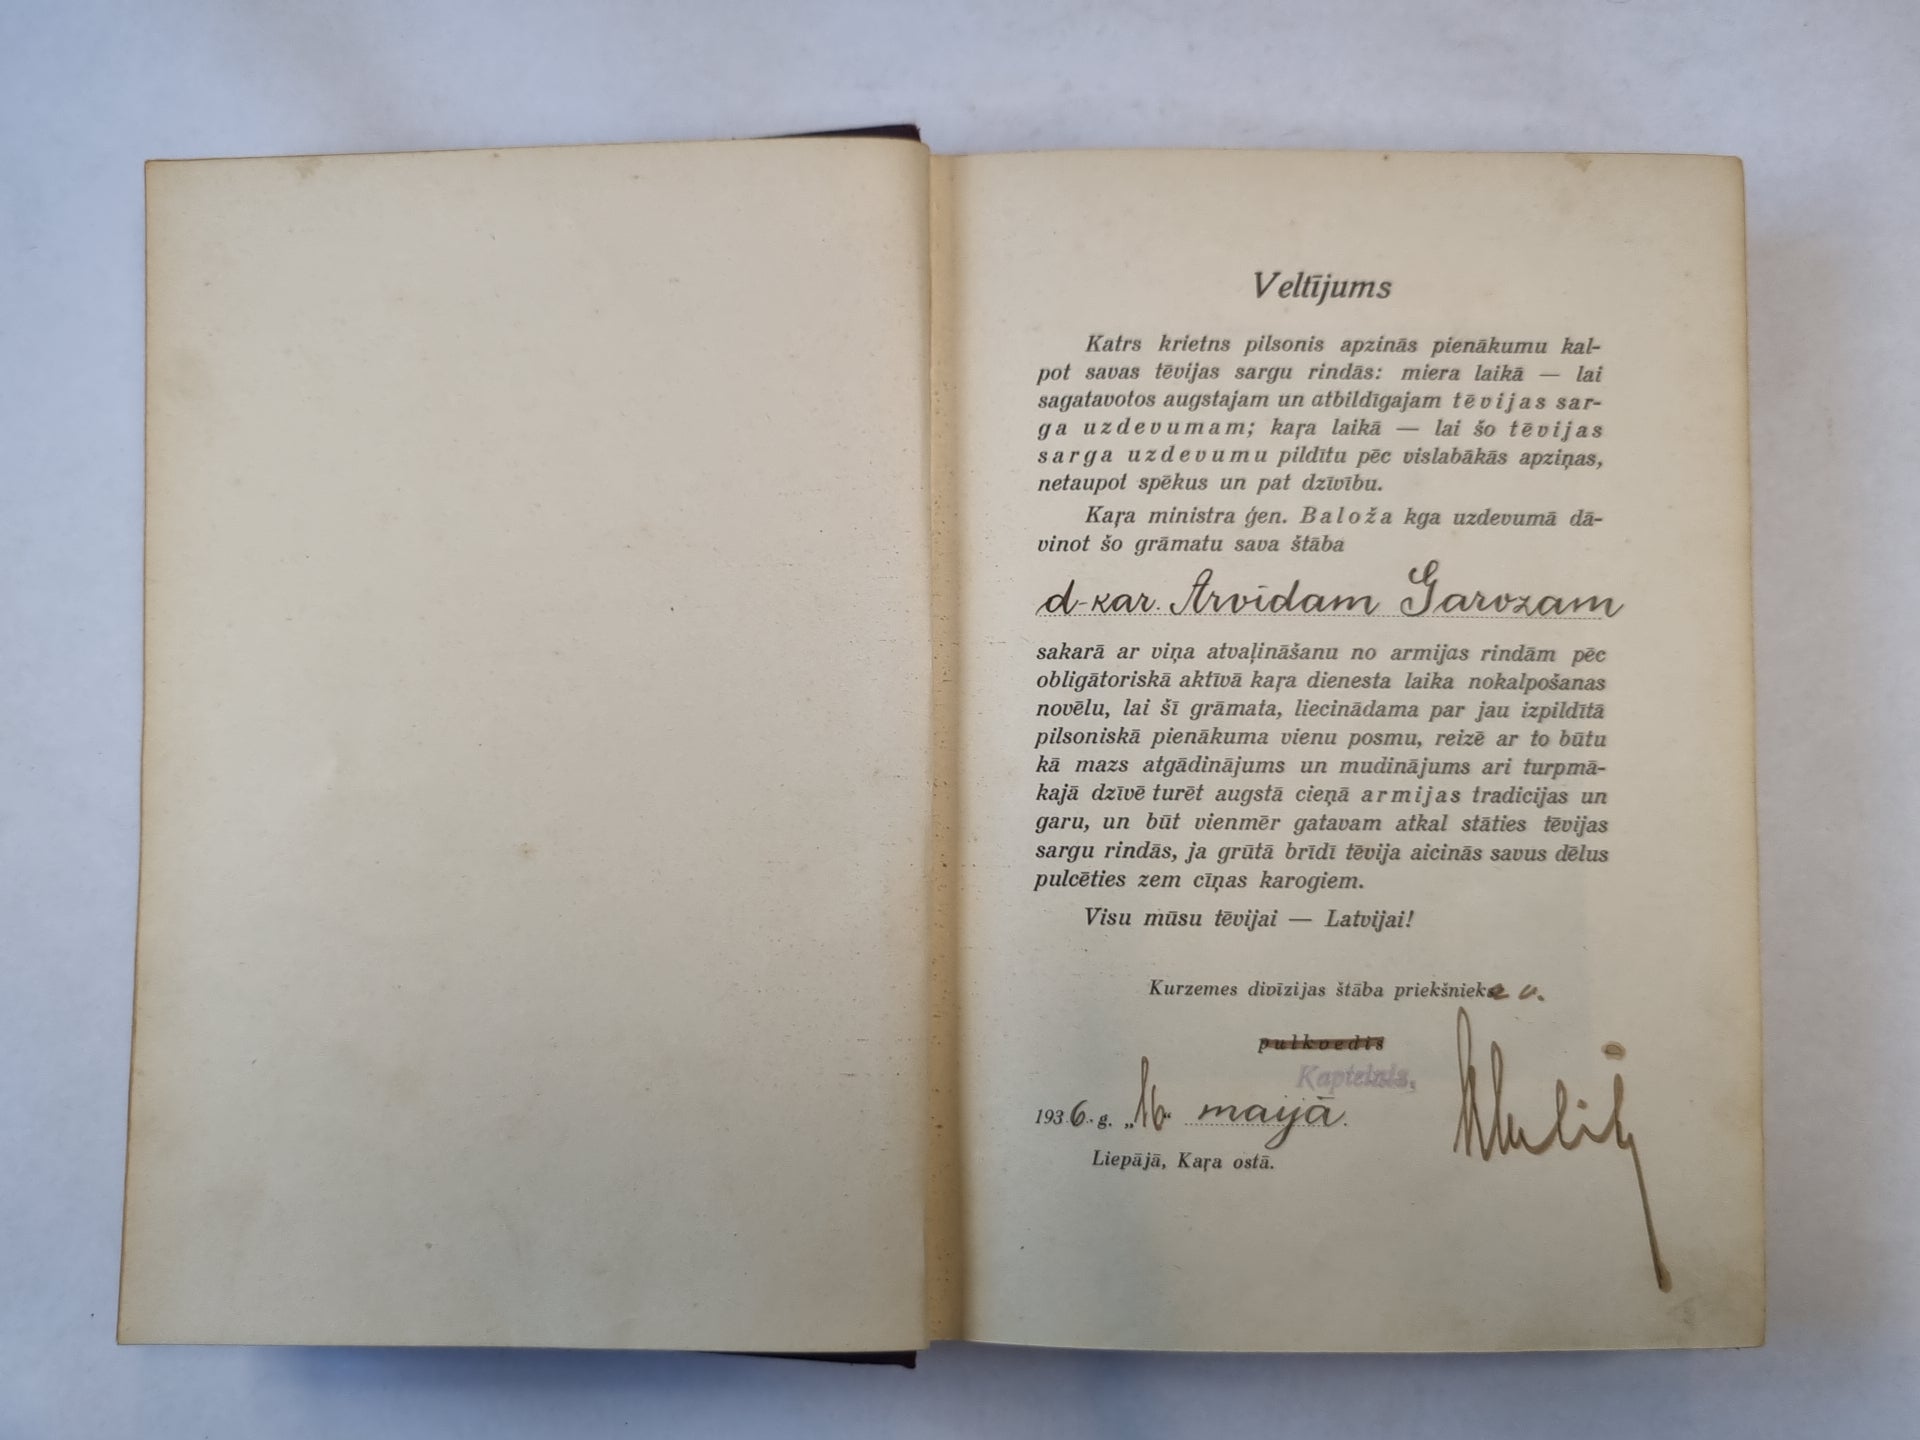 Veltījums
Katrs krietns pilsonis apzinās pienākumu kal-
pot savas tēvijas sargu rindās: miera laikā — lai
sagatavotos augstajam un atbildīgajam tēvijas sar-
ga uzdevumam; kaŗa laikā — lai šo tēvijas
sarga uzdevumu pildītu pēc vislabākās apziņas,
netaupot spēkus un pat dzīvību.
Kaŗa ministra ģen. Baloža kga uzdevumā dā-
vinot šo grāmatu sava štāba
d-kar. Arvidam Garozam
sakarā ar viņa atvaļināšanu no armijas rindām pēc
obligātoriskā aktīvā kaŗa dienesta laika nokalpošanas
novēlu, lai šī grāmata, liecinādama par jau izpildītā
pilsoniskā pienākuma vienu posmu, reizē ar to būtu
kā mazs atgādinājums un mudinājums ari turpmā-
kajā dzīvē turēt augstā cieņā armijas tradicijas un
garu, un būt vienmēr gatavam atkal stāties tēvijas
sargu rindās, ja grūtā brīdī tēvija aicinās savus dēlus
pulcēties zem cīņas karogiem.
Visu mūsu tēvijai — Latvijai!
Kurzemes divīzijas štāba priekšnieka v.
pulkvedis
Kapteinis.
1936. g. „16“ maijā.
Liepājā, Kaŗa ostā.